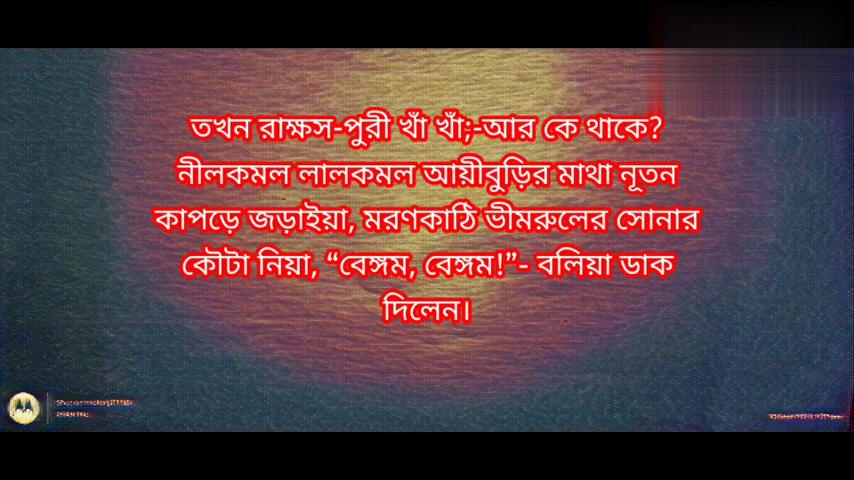 তখন রাক্ষস-পুরী খাঁ খাঁ;-আর কে থাকে?
নীলকমল লালকমল আয়ীবুড়ির মাথা নূতন
কাপড়ে জড়াইয়া, মরণকাঠি ভীমরুলের সোনার
কৌটা নিয়া, “বেঙ্গম, বেঙ্গম!”- বলিয়া ডাক
দিলেন।